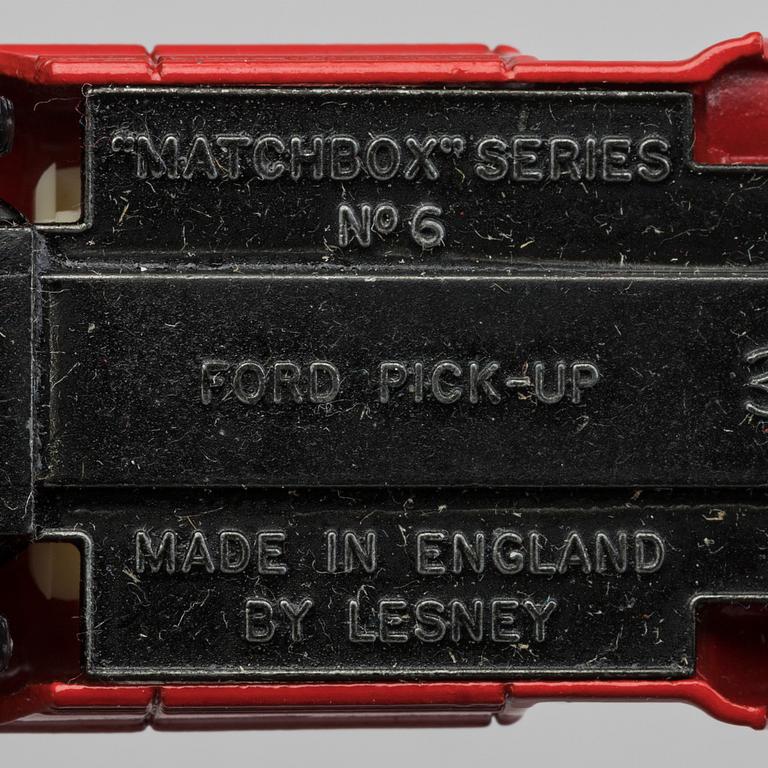 "MATCHBOX" SERIES
Nº 6
FORD PICK-UP
MADE IN ENGLAND
BY LESNEY